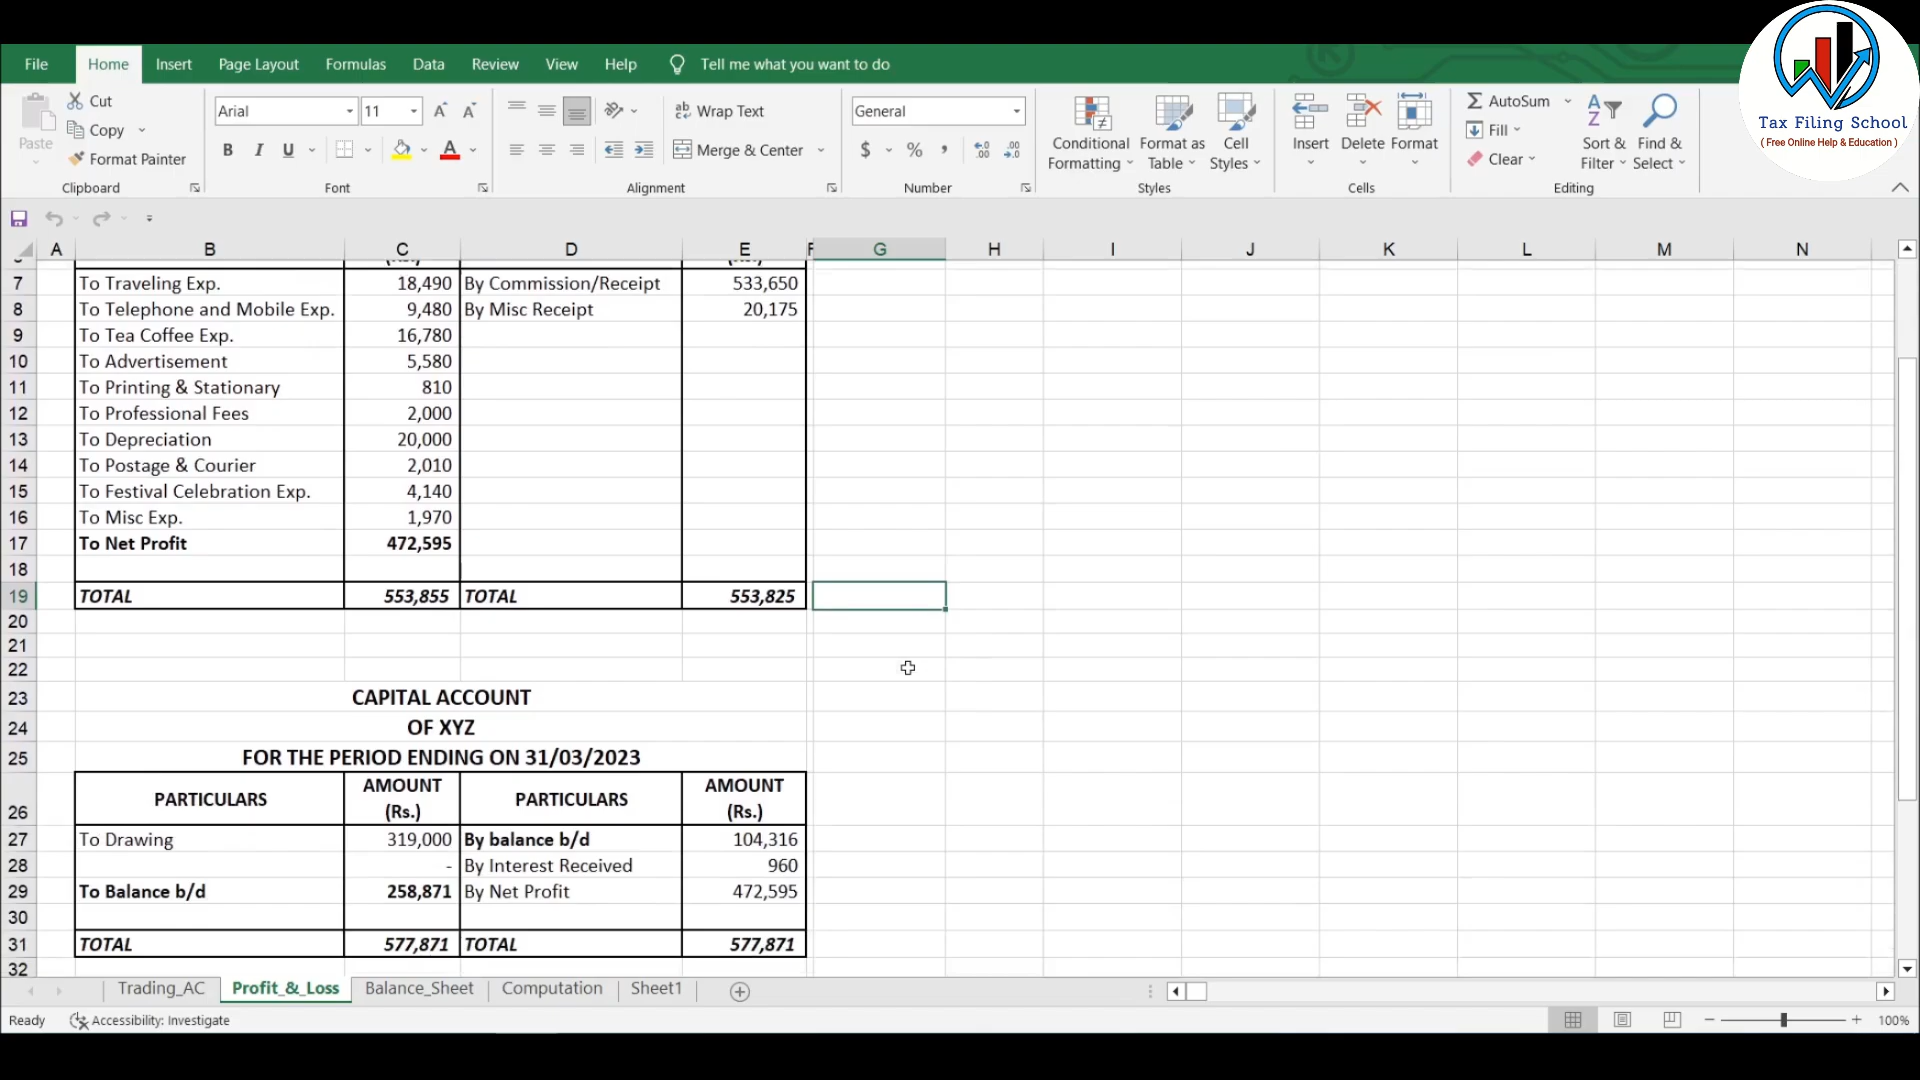 File Home Insert Page Layout Formulas Data Review View Help Tell me what you want to do
Tax Filing School
( Free Online Help & Education )
Paste Cut
Copy
Format Painter
Arial 11
B I U
ab Wrap Text
Merge & Center
General
$ %
Conditional Formatting
Format as Table
Cell Styles
Insert Delete Format
AutoSum
Fill
Clear
Sort & Filter
Find & Select
Clipboard Font Alignment Number Styles Cells Editing
A B C D E F G H I J K L M N
7 To Traveling Exp. 18,490 By Commission/Receipt 533,650
8 To Telephone and Mobile Exp. 9,480 By Misc Receipt 20,175
9 To Tea Coffee Exp. 16,780
10 To Advertisement 5,580
11 To Printing & Stationary 810
12 To Professional Fees 2,000
13 To Depreciation 20,000
14 To Postage & Courier 2,010
15 To Festival Celebration Exp. 4,140
16 To Misc Exp. 1,970
17 To Net Profit 472,595
18
19 TOTAL 553,855 TOTAL 553,825
20
21
22
23 CAPITAL ACCOUNT
24 OF XYZ
25 FOR THE PERIOD ENDING ON 31/03/2023
26 PARTICULARS AMOUNT (Rs.) PARTICULARS AMOUNT (Rs.)
27 To Drawing 319,000 By balance b/d 104,316
28 - By Interest Received 960
29 To Balance b/d 258,871 By Net Profit 472,595
30
31 TOTAL 577,871 TOTAL 577,871
32
Trading_AC Profit_&_Loss Balance_Sheet Computation Sheet1
Ready Accessibility: Investigate 100%